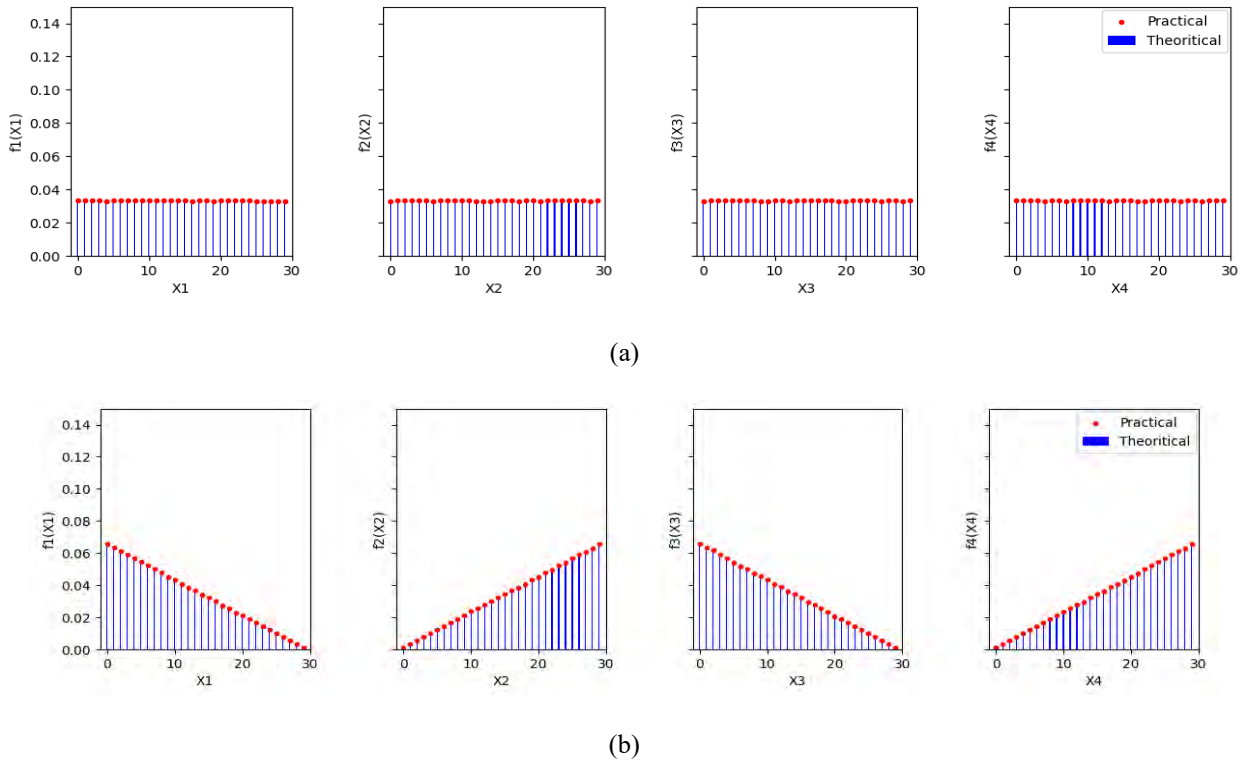 0.14
0.12
0.10
0.08
0.06
0.04
0.02
0.00
f1(X1)
0 10 20 30
X1
f2(X2)
0 10 20 30
X2
f3(X3)
0 10 20 30
X3
f4(X4)
Practical
Theoritical
0 10 20 30
X4
(a)
0.14
0.12
0.10
0.08
0.06
0.04
0.02
0.00
f1(X1)
0 10 20 30
X1
f2(X2)
0 10 20 30
X2
f3(X3)
0 10 20 30
X3
f4(X4)
Practical
Theoritical
0 10 20 30
X4
(b)